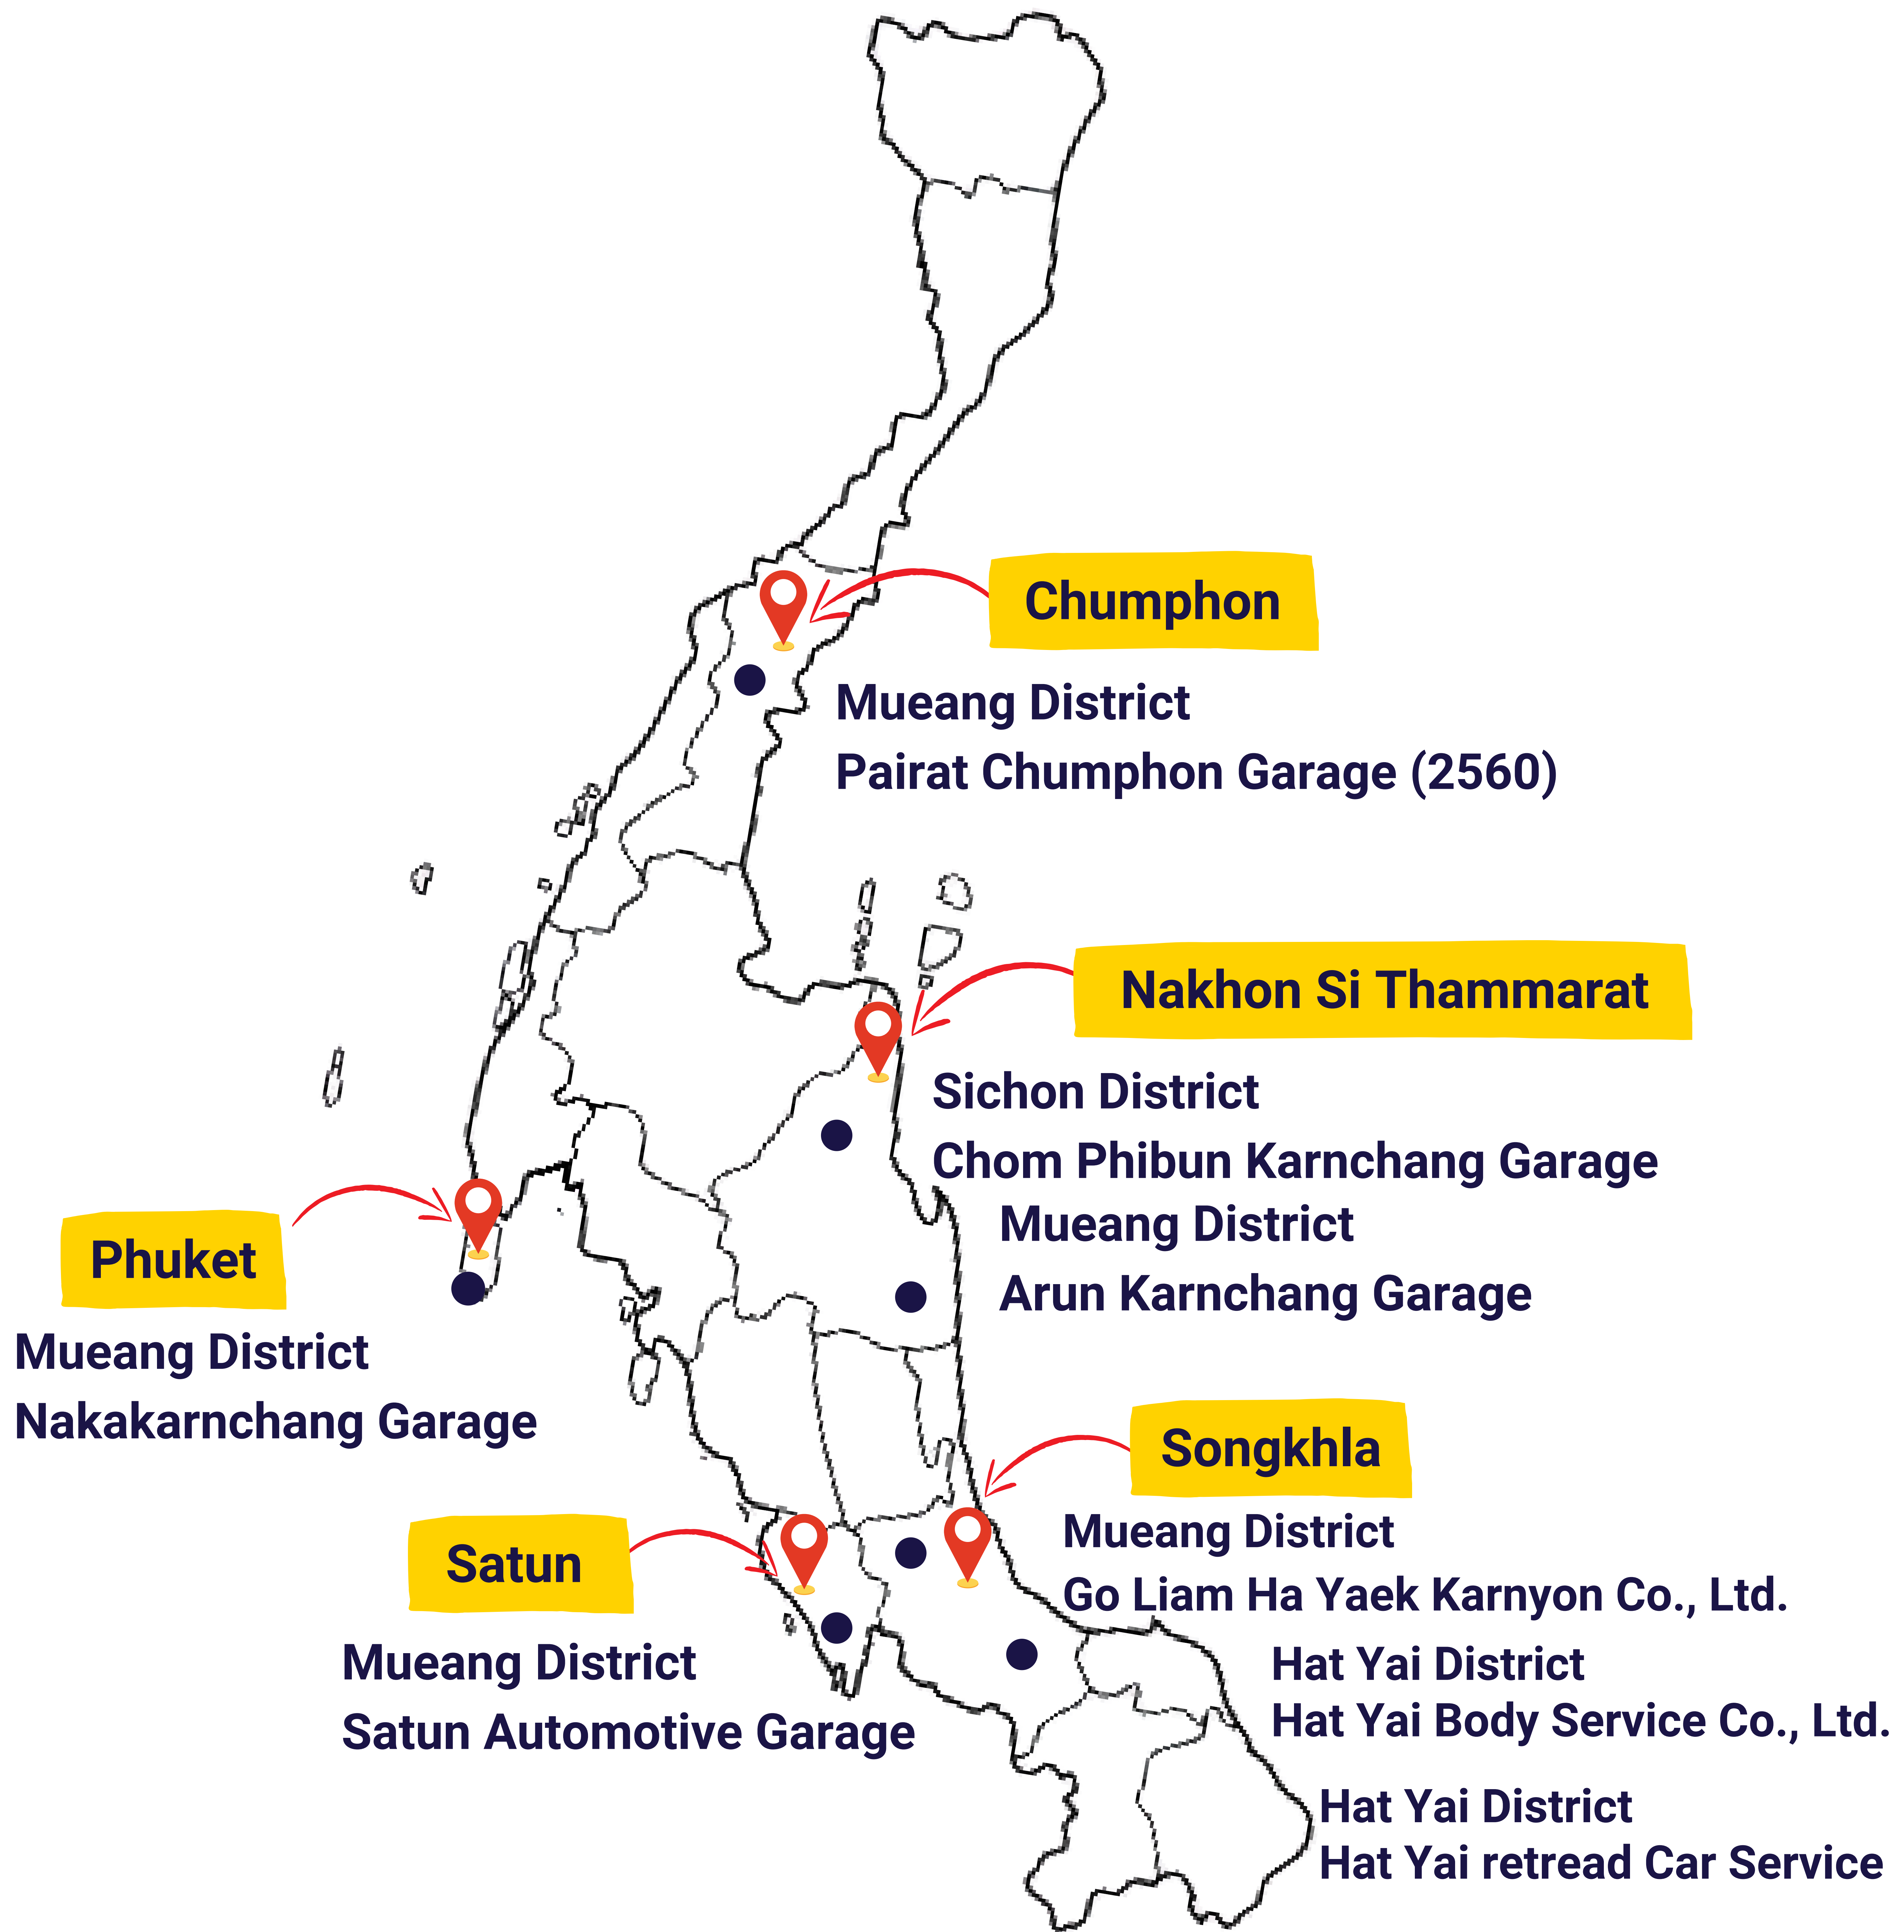 Chumphon
Mueang District
Pairat Chumphon Garage (2560)
Nakhon Si Thammarat
Sichon District
Chom Phibun Karnchang Garage
Mueang District
Arun Karnchang Garage
Phuket
Mueang District
Nakakarnchang Garage
Songkhla
Mueang District
Go Liam Ha Yaek Karnyon Co., Ltd.
Hat Yai District
Hat Yai Body Service Co., Ltd.
Hat Yai District
Hat Yai retread Car Service
Satun
Mueang District
Satun Automotive Garage